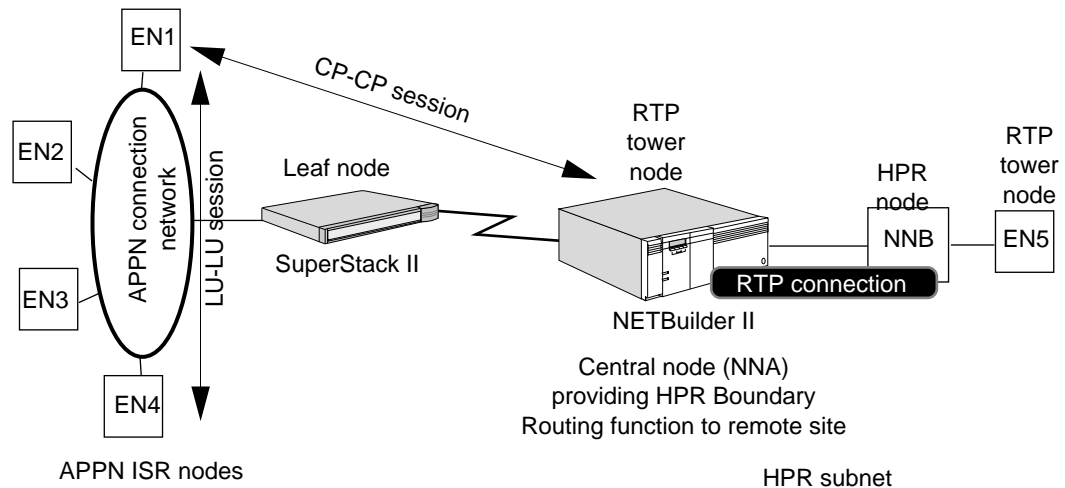 EN1
EN2
EN3
EN4
APPN connection
network
LU-LU session
APPN ISR nodes
CP-CP session
Leaf node
SuperStack II
RTP
tower
node
NETBuilder II
Central node (NNA)
providing HPR Boundary
Routing function to remote site
RTP connection
HPR
node
NNB
RTP
tower
node
EN5
HPR subnet